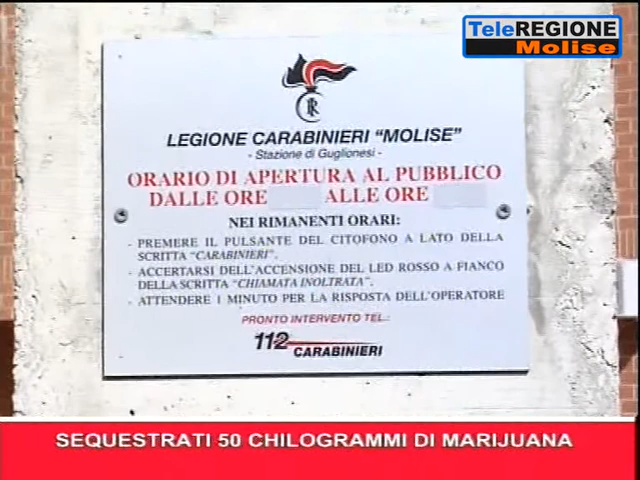 TeleREGIONE
Molise
LEGIONE CARABINIERI "MOLISE"
- Stazione di Guglionesi -
ORARIO DI APERTURA AL PUBBLICO
DALLE ORE ALLE ORE
NEI RIMANENTI ORARI:
- PREMERE IL PULSANTE DEL CITOFONO A LATO DELLA
SCRITTA "CARABINIERI".
- ACCERTARSI DELL'ACCENSIONE DEL LED ROSSO A FIANCO
DELLA SCRITTA "CHIAMATA INOLTRATA".
- ATTENDERE 1 MINUTO PER LA RISPOSTA DELL'OPERATORE
PRONTO INTERVENTO TEL.:
112
CARABINIERI
SEQUESTRATI 50 CHILOGRAMMI DI MARIJUANA